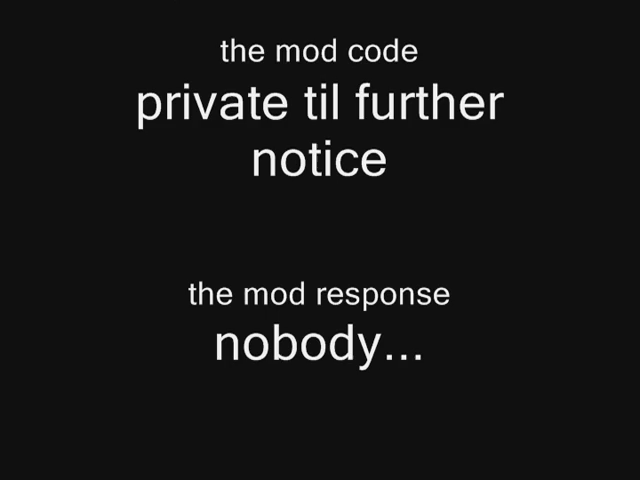 the mod code
private til further
notice
the mod response
nobody...